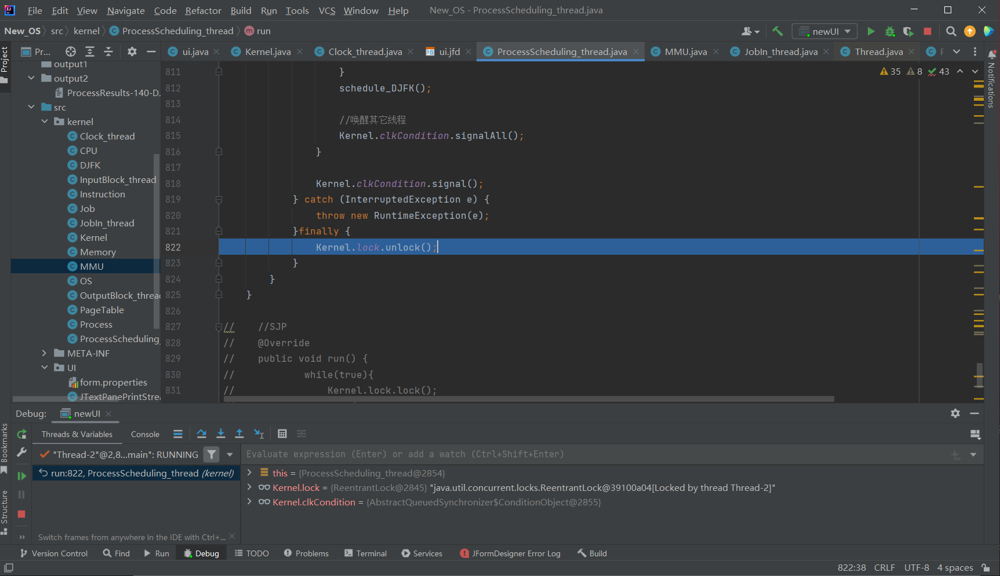 File Edit View Navigate Code Refactor Build Run Tools VCS Window Help New_OS - ProcessScheduling_thread.java
New_OS src kernel ProcessScheduling_thread run
newUI
Pr...
ui.java Kernel.java Clock_thread.java ui.jfd ProcessScheduling_thread.java MMU.java JobIn_thread.java Thread.java
Project
Notifications
Bookmarks
Structure
output1
output2
ProcessResults-140-DJ
src
kernel
Clock_thread
CPU
DJFK
InputBlock_thread
Instruction
Job
JobIn_thread
Kernel
Memory
MMU
OS
OutputBlock_thread
PageTable
Process
ProcessScheduling_
META-INF
UI
form.properties
JTextPanePrintStrea
35 8 43
811 }
812 schedule_DJFK();
813
814 //唤醒其它线程
815 Kernel.clkCondition.signalAll();
816 }
817
818 Kernel.clkCondition.signal();
819 } catch (InterruptedException e) {
820 throw new RuntimeException(e);
821 }finally {
822 Kernel.lock.unlock();
823 }
824 }
825 }
826
827 // //SJP
828 // @Override
829 // public void run() {
830 // while(true){
831 // Kernel.lock.lock();
Debug: newUI
Threads & Variables Console
"Thread-2"@2,8...main": RUNNING
Evaluate expression (Enter) or add a watch (Ctrl+Shift+Enter)
run:822, ProcessScheduling_thread (kernel)
this = {ProcessScheduling_thread@2854}
Kernel.lock = {ReentrantLock@2845} "java.util.concurrent.locks.ReentrantLock@39100a04[Locked by thread Thread-2]"
Kernel.clkCondition = {AbstractQueuedSynchronizer$ConditionObject@2855}
Switch frames from anywhere in the IDE with Ctrl+...
Version Control Find Run Debug TODO Problems Terminal Services JFormDesigner Error Log Build
822:38 CRLF UTF-8 4 spaces